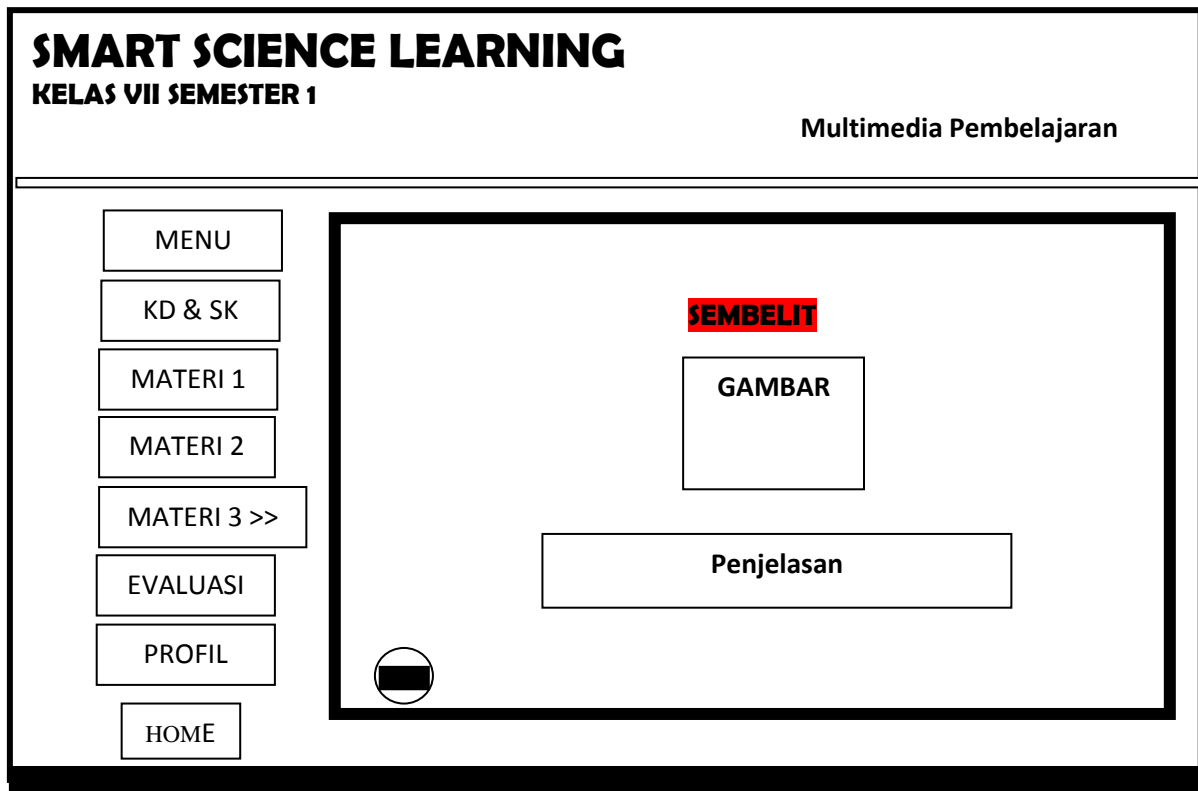 SMART SCIENCE LEARNING
KELAS VII SEMESTER 1
Multimedia Pembelajaran
MENU
KD & SK
MATERI 1
MATERI 2
MATERI 3 >>
EVALUASI
PROFIL
HOME
SEMBELIT
GAMBAR
Penjelasan